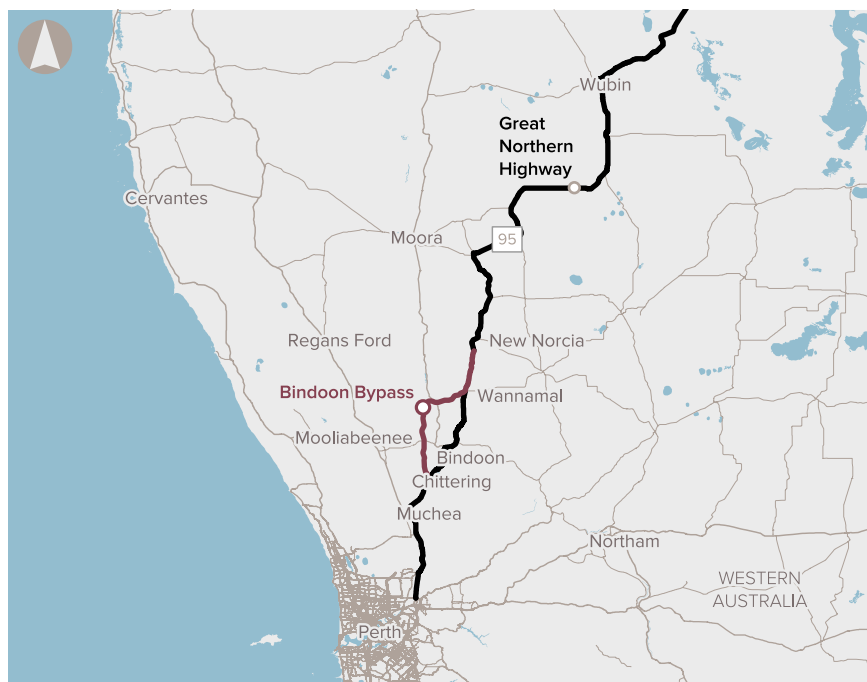 Wubin
Great
Northern
Highway
Cervantes
Moora
95
Regans Ford
New Norcia
Bindoon Bypass
Wannamal
Mooliabeenee
Bindoon
Chittering
Muchea
Northam
WESTERN
AUSTRALIA
Perth